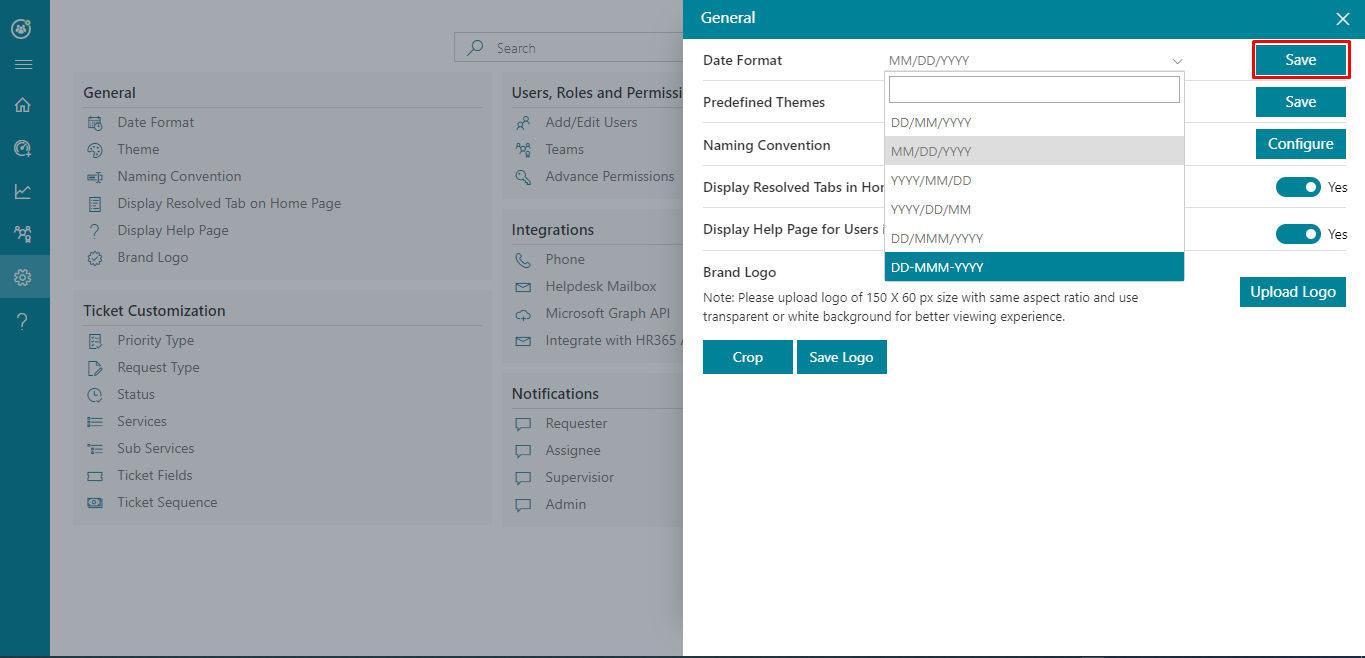 Search
General
Date Format
Theme
Naming Convention
Display Resolved Tab on Home Page
Display Help Page
Brand Logo
Ticket Customization
Priority Type
Request Type
Status
Services
Sub Services
Ticket Fields
Ticket Sequence
Users, Roles and Permissi
Add/Edit Users
Teams
Advance Permissions
Integrations
Phone
Helpdesk Mailbox
Microsoft Graph API
Integrate with HR365 A
Notifications
Requester
Assignee
Supervisior
Admin
General
Date Format
MM/DD/YYYY
Save
DD/MM/YYYY
MM/DD/YYYY
YYYY/MM/DD
YYYY/DD/MM
DD/MMM/YYYY
DD-MMM-YYYY
Predefined Themes
Save
Naming Convention
Configure
Display Resolved Tabs in Hor
Yes
Display Help Page for Users i
Yes
Brand Logo
Note: Please upload logo of 150 X 60 px size with same aspect ratio and use
transparent or white background for better viewing experience.
Upload Logo
Crop
Save Logo